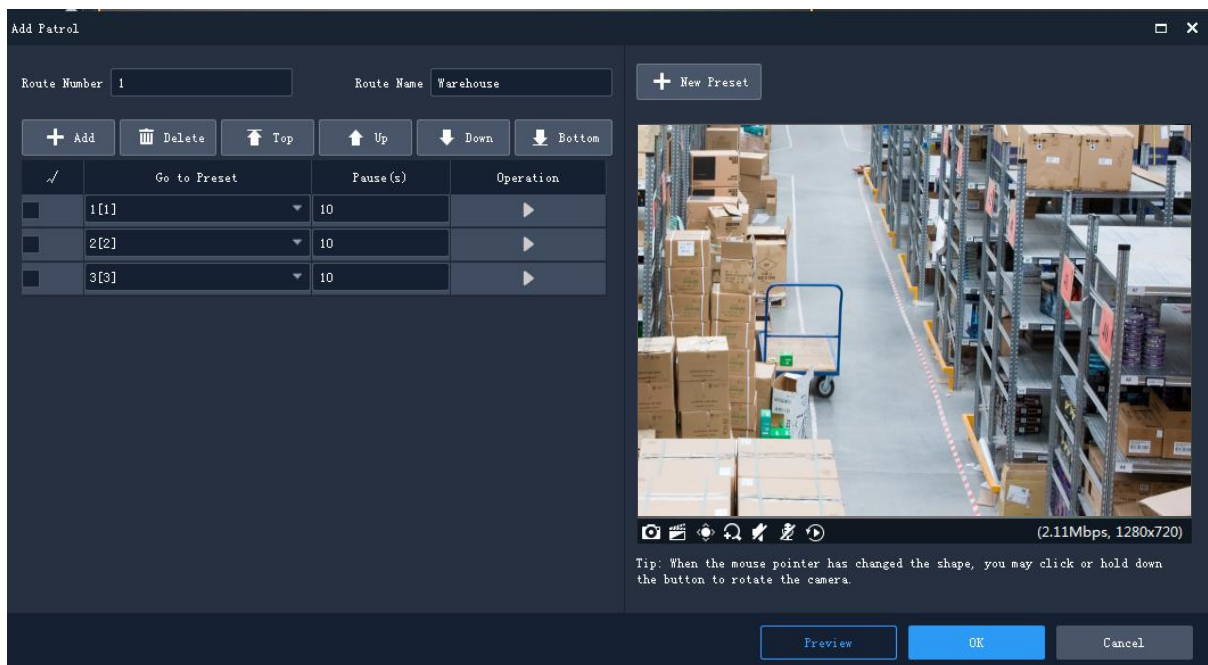 Add Patrol
Route Number 1 Route Name Warehouse
Add Delete Top Up Down Bottom
√ Go to Preset Pause(s) Operation
1[1] 10
2[2] 10
3[3] 10
New Preset
(2.11Mbps, 1280x720)
Tip: When the mouse pointer has changed the shape, you may click or hold down
the button to rotate the camera.
Preview OK Cancel